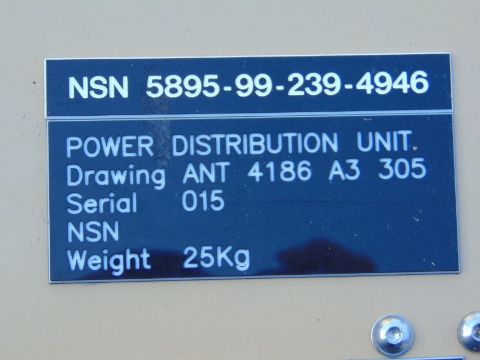 NSN 5895-99-239-4946
POWER DISTRIBUTION UNIT.
Drawing ANT 4186 A3 305
Serial 015
NSN
Weight 25Kg